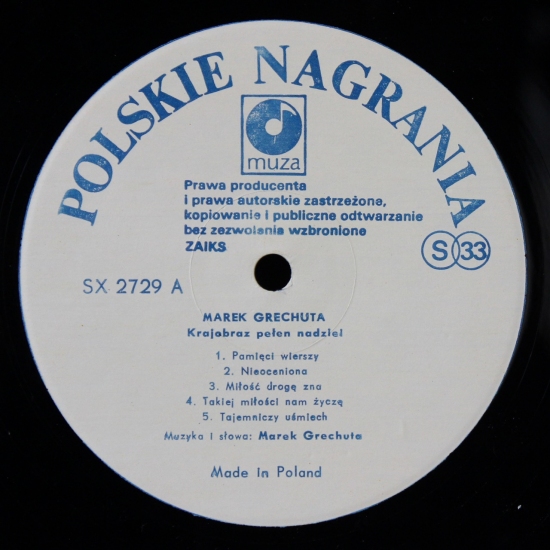 POLSKIE NAGRANIA
muza
Prawa producenta
i prawa autorskie zastrzeżone,
kopiowanie i publiczne odtwarzanie
bez zezwolenia wzbronione
ZAIKS
S 33
SX 2729 A
MAREK GRECHUTA
Krajobraz pełen nadziei
1. Pamięci wierszy
2. Nieoceniona
3. Miłość drogę zna
4. Takiej miłości nam życzę
5. Tajemniczy uśmiech
Muzyka i słowa: Marek Grechuta
Made in Poland